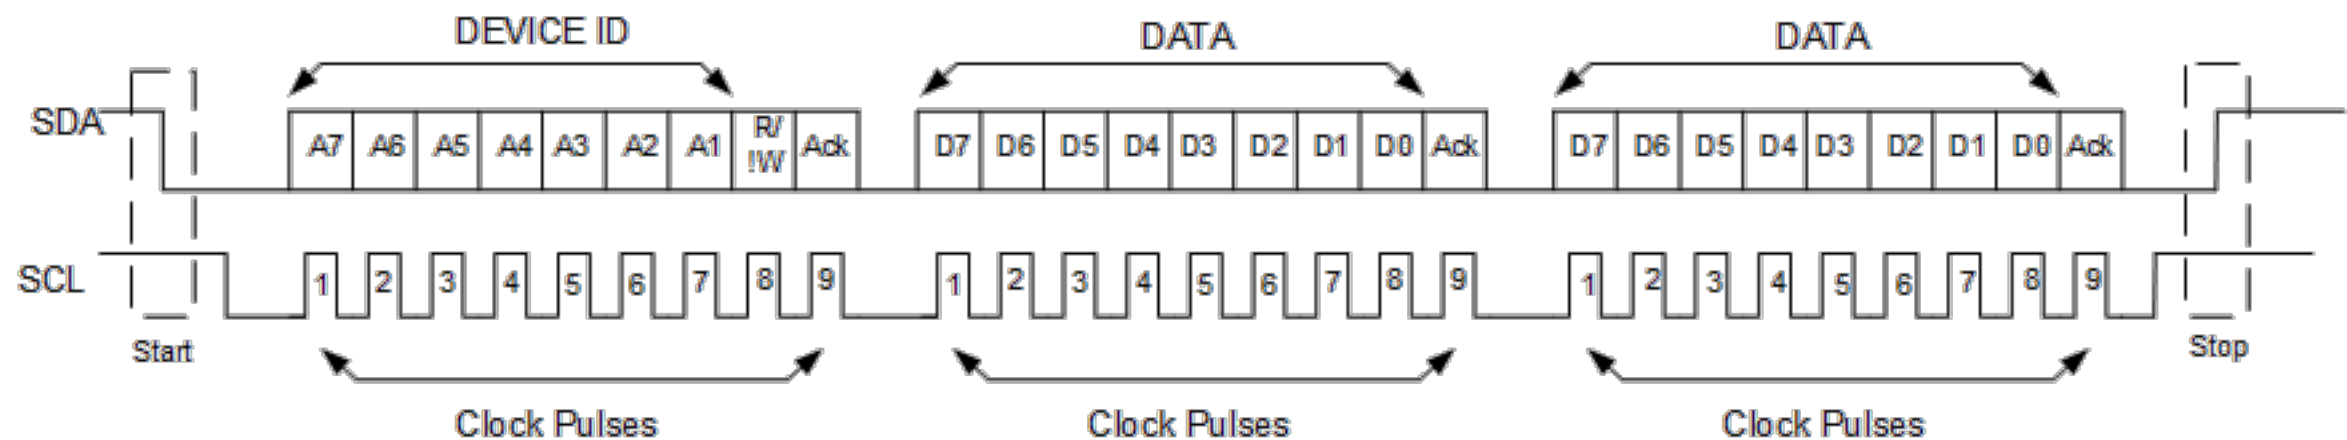 DEVICE ID DATA DATA
SDA A7 A6 A5 A4 A3 A2 A1 R/ !W Ack D7 D6 D5 D4 D3 D2 D1 D0 Ack D7 D6 D5 D4 D3 D2 D1 D0 Ack
SCL 1 2 3 4 5 6 7 8 9 1 2 3 4 5 6 7 8 9 1 2 3 4 5 6 7 8 9
Start Stop
Clock Pulses Clock Pulses Clock Pulses